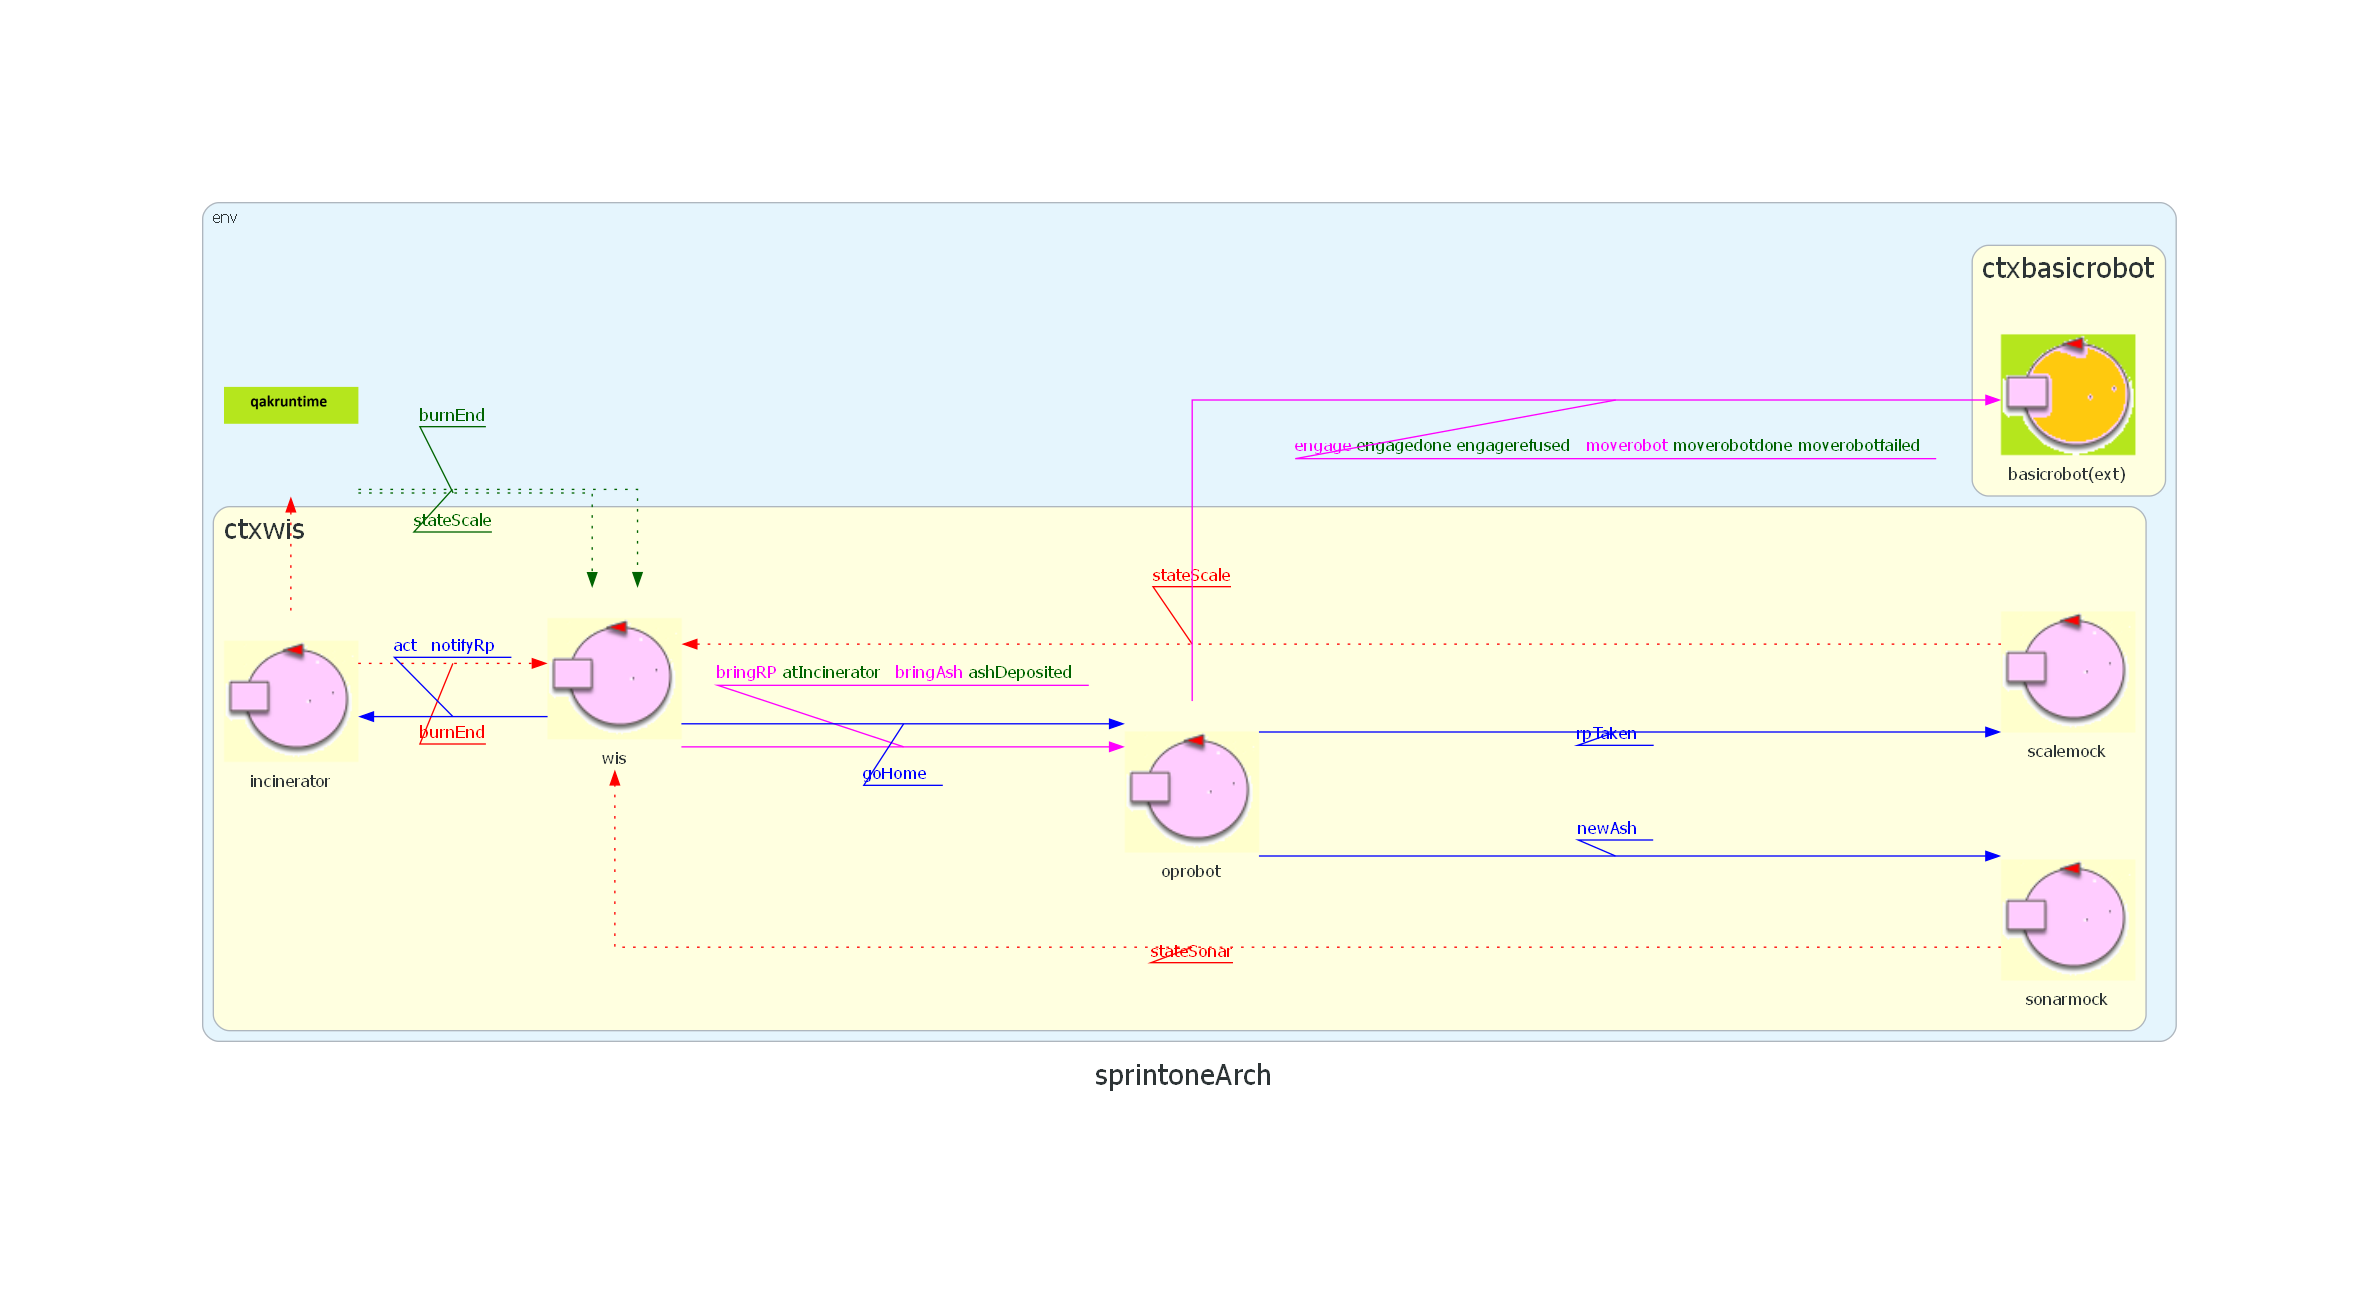 env
ctxbasicrobot
qakruntime
burnEnd
engage engagedone engagerefused moverobot moverobotdone moverobotfailed
basicrobot(ext)
ctxwis
stateScale
stateScale
act notifyRp
bringRP atIncinerator bringAsh ashDeposited
burnEnd
rpTaken
wis
scalemock
goHome
incinerator
newAsh
oprobot
stateSonar
sonarmock
sprintoneArch